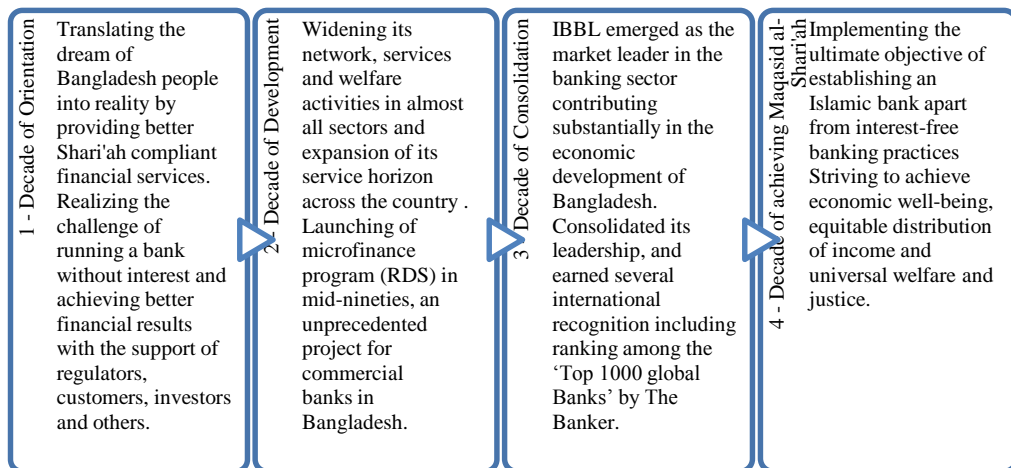 1 - Decade of Orientation
Translating the
dream of
Bangladesh people
into reality by
providing better
Shari'ah compliant
financial services.
Realizing the
challenge of
running a bank
without interest and
achieving better
financial results
with the support of
regulators,
customers, investors
and others.
2 - Decade of Development
Widening its
network, services
and welfare
activities in almost
all sectors and
expansion of its
service horizon
across the country .
Launching of
microfinance
program (RDS) in
mid-nineties, an
unprecedented
project for
commercial
banks in
Bangladesh.
3 - Decade of Consolidation
IBBL emerged as the
market leader in the
banking sector
contributing
substantially in the
economic
development of
Bangladesh.
Consolidated its
leadership, and
earned several
international
recognition including
ranking among the
‘Top 1000 global
Banks’ by The
Banker.
4 - Decade of achieving Maqasid al-
Shari'ah
Implementing the
ultimate objective of
establishing an
Islamic bank apart
from interest-free
banking practices
Striving to achieve
economic well-being,
equitable distribution
of income and
universal welfare and
justice.